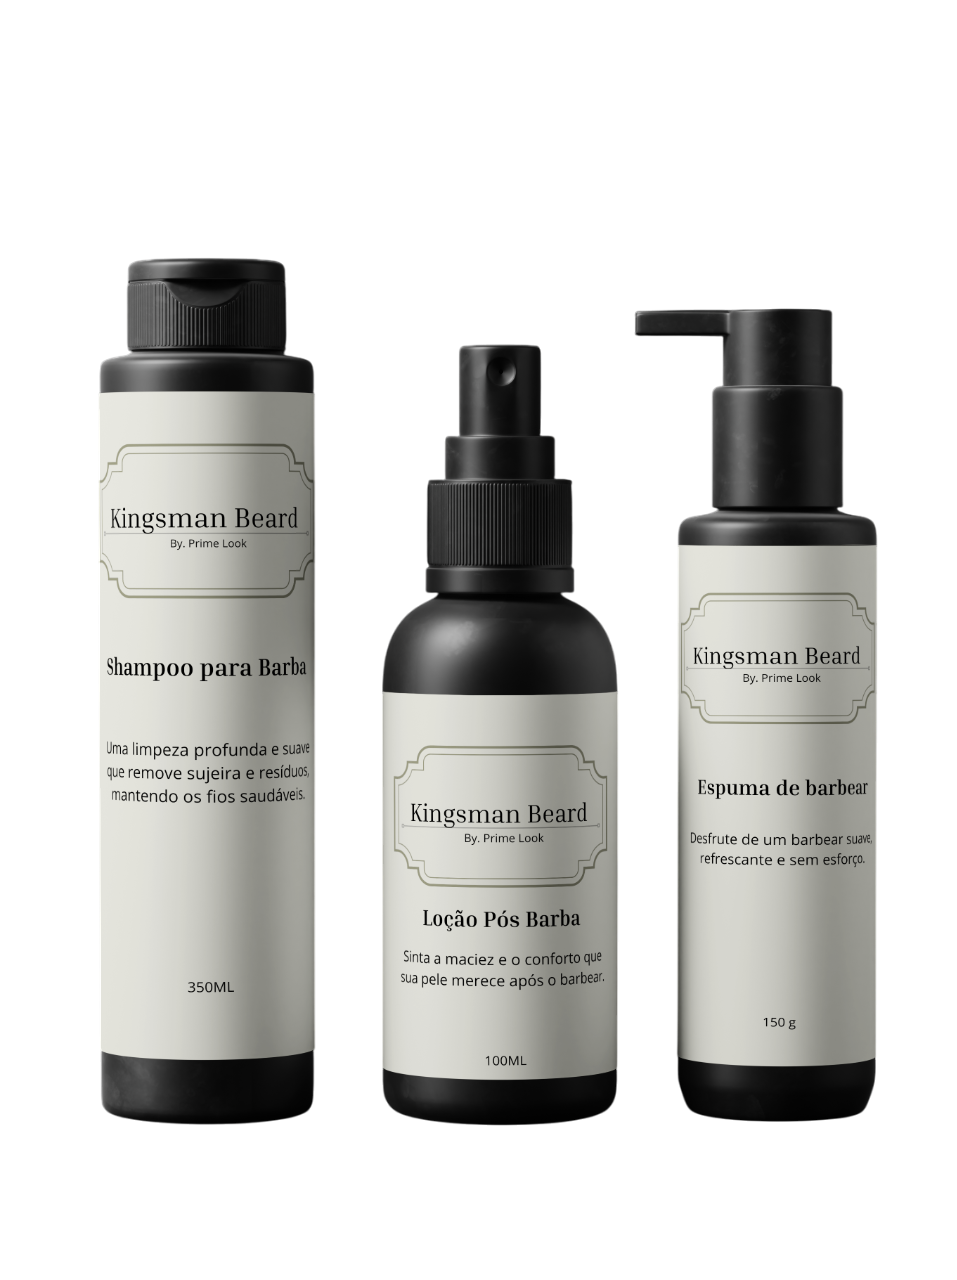 Kingsman Beard
By. Prime Look
Shampoo para Barba
Uma limpeza profunda e suave
que remove sujeira e resíduos,
mantendo os fios saudáveis.
350ML
Kingsman Beard
By. Prime Look
Loção Pós Barba
Sinta a maciez e o conforto que
sua pele merece após o barbear.
100ML
Kingsman Beard
By. Prime Look
Espuma de barbear
Desfrute de um barbear suave,
refrescante e sem esforço.
150 g